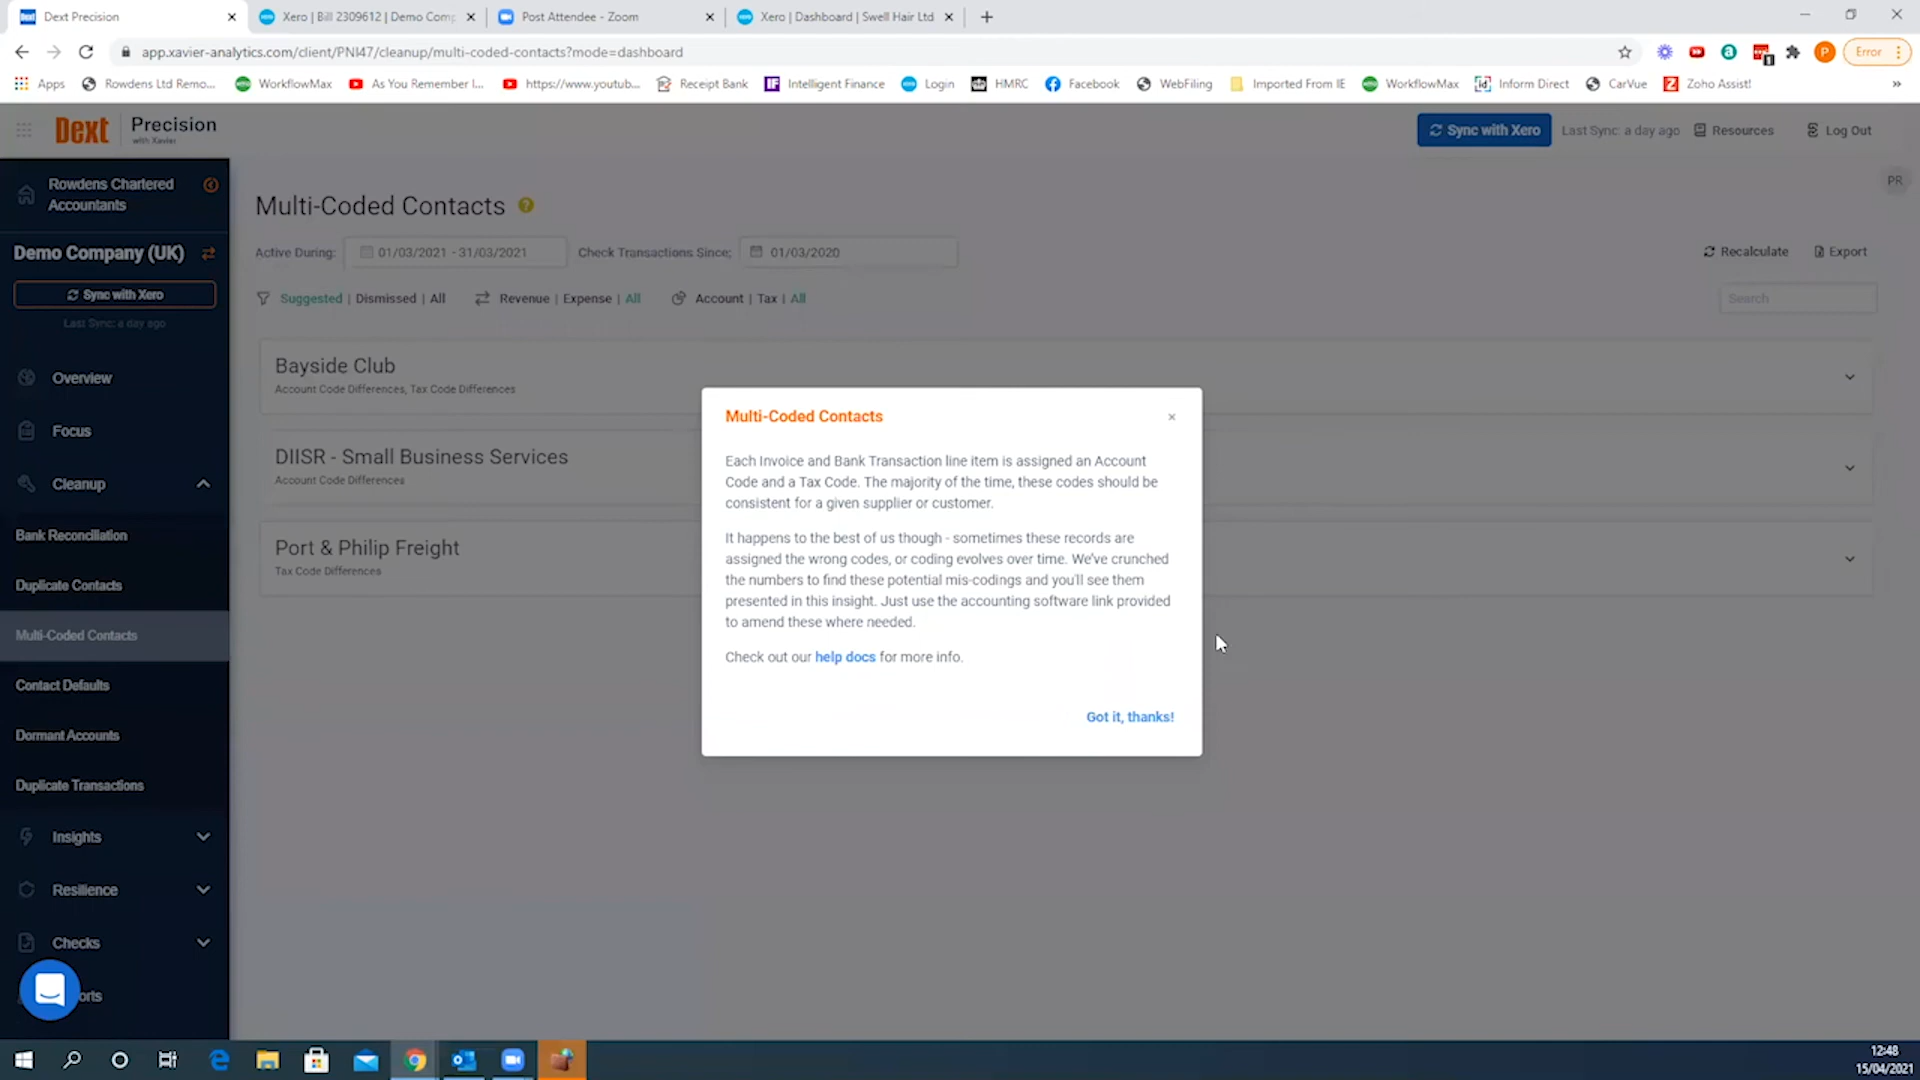 Dext Precision
Xero | Bill 2309612 | Demo Comp
Post Attendee - Zoom
Xero | Dashboard | Swell Hair Ltd
app.xavier-analytics.com/client/PNI47/cleanup/multi-coded-contacts?mode=dashboard
P
Error
Apps
Rowdens Ltd Remo...
WorkflowMax
As You Remember I...
https://www.youtub...
Receipt Bank
Intelligent Finance
Login
HMRC
Facebook
WebFiling
Imported From IE
WorkflowMax
Inform Direct
CarVue
Zoho Assist!
Dext
Precision
with Xavier
Sync with Xero
Last Sync: a day ago
Resources
Log Out
Rowdens Chartered
Accountants
PR
Multi-Coded Contacts
Demo Company (UK)
Active During:
01/03/2021 - 31/03/2021
Check Transactions Since:
01/03/2020
Recalculate
Export
Sync with Xero
Last Sync: a day ago
Suggested | Dismissed | All
Revenue | Expense | All
Account | Tax | All
Search
Bayside Club
Account Code Differences, Tax Code Differences
DIISR - Small Business Services
Account Code Differences
Port & Philip Freight
Tax Code Differences
Overview
Focus
Cleanup
Bank Reconciliation
Duplicate Contacts
Multi-Coded Contacts
Contact Defaults
Dormant Accounts
Duplicate Transactions
Insights
Resilience
Checks
orts
Multi-Coded Contacts
Each Invoice and Bank Transaction line item is assigned an Account
Code and a Tax Code. The majority of the time, these codes should be
consistent for a given supplier or customer.
It happens to the best of us though - sometimes these records are
assigned the wrong codes, or coding evolves over time. We've crunched
the numbers to find these potential mis-codings and you'll see them
presented in this insight. Just use the accounting software link provided
to amend these where needed.
Check out our help docs for more info.
Got it, thanks!
12:48
15/04/2021